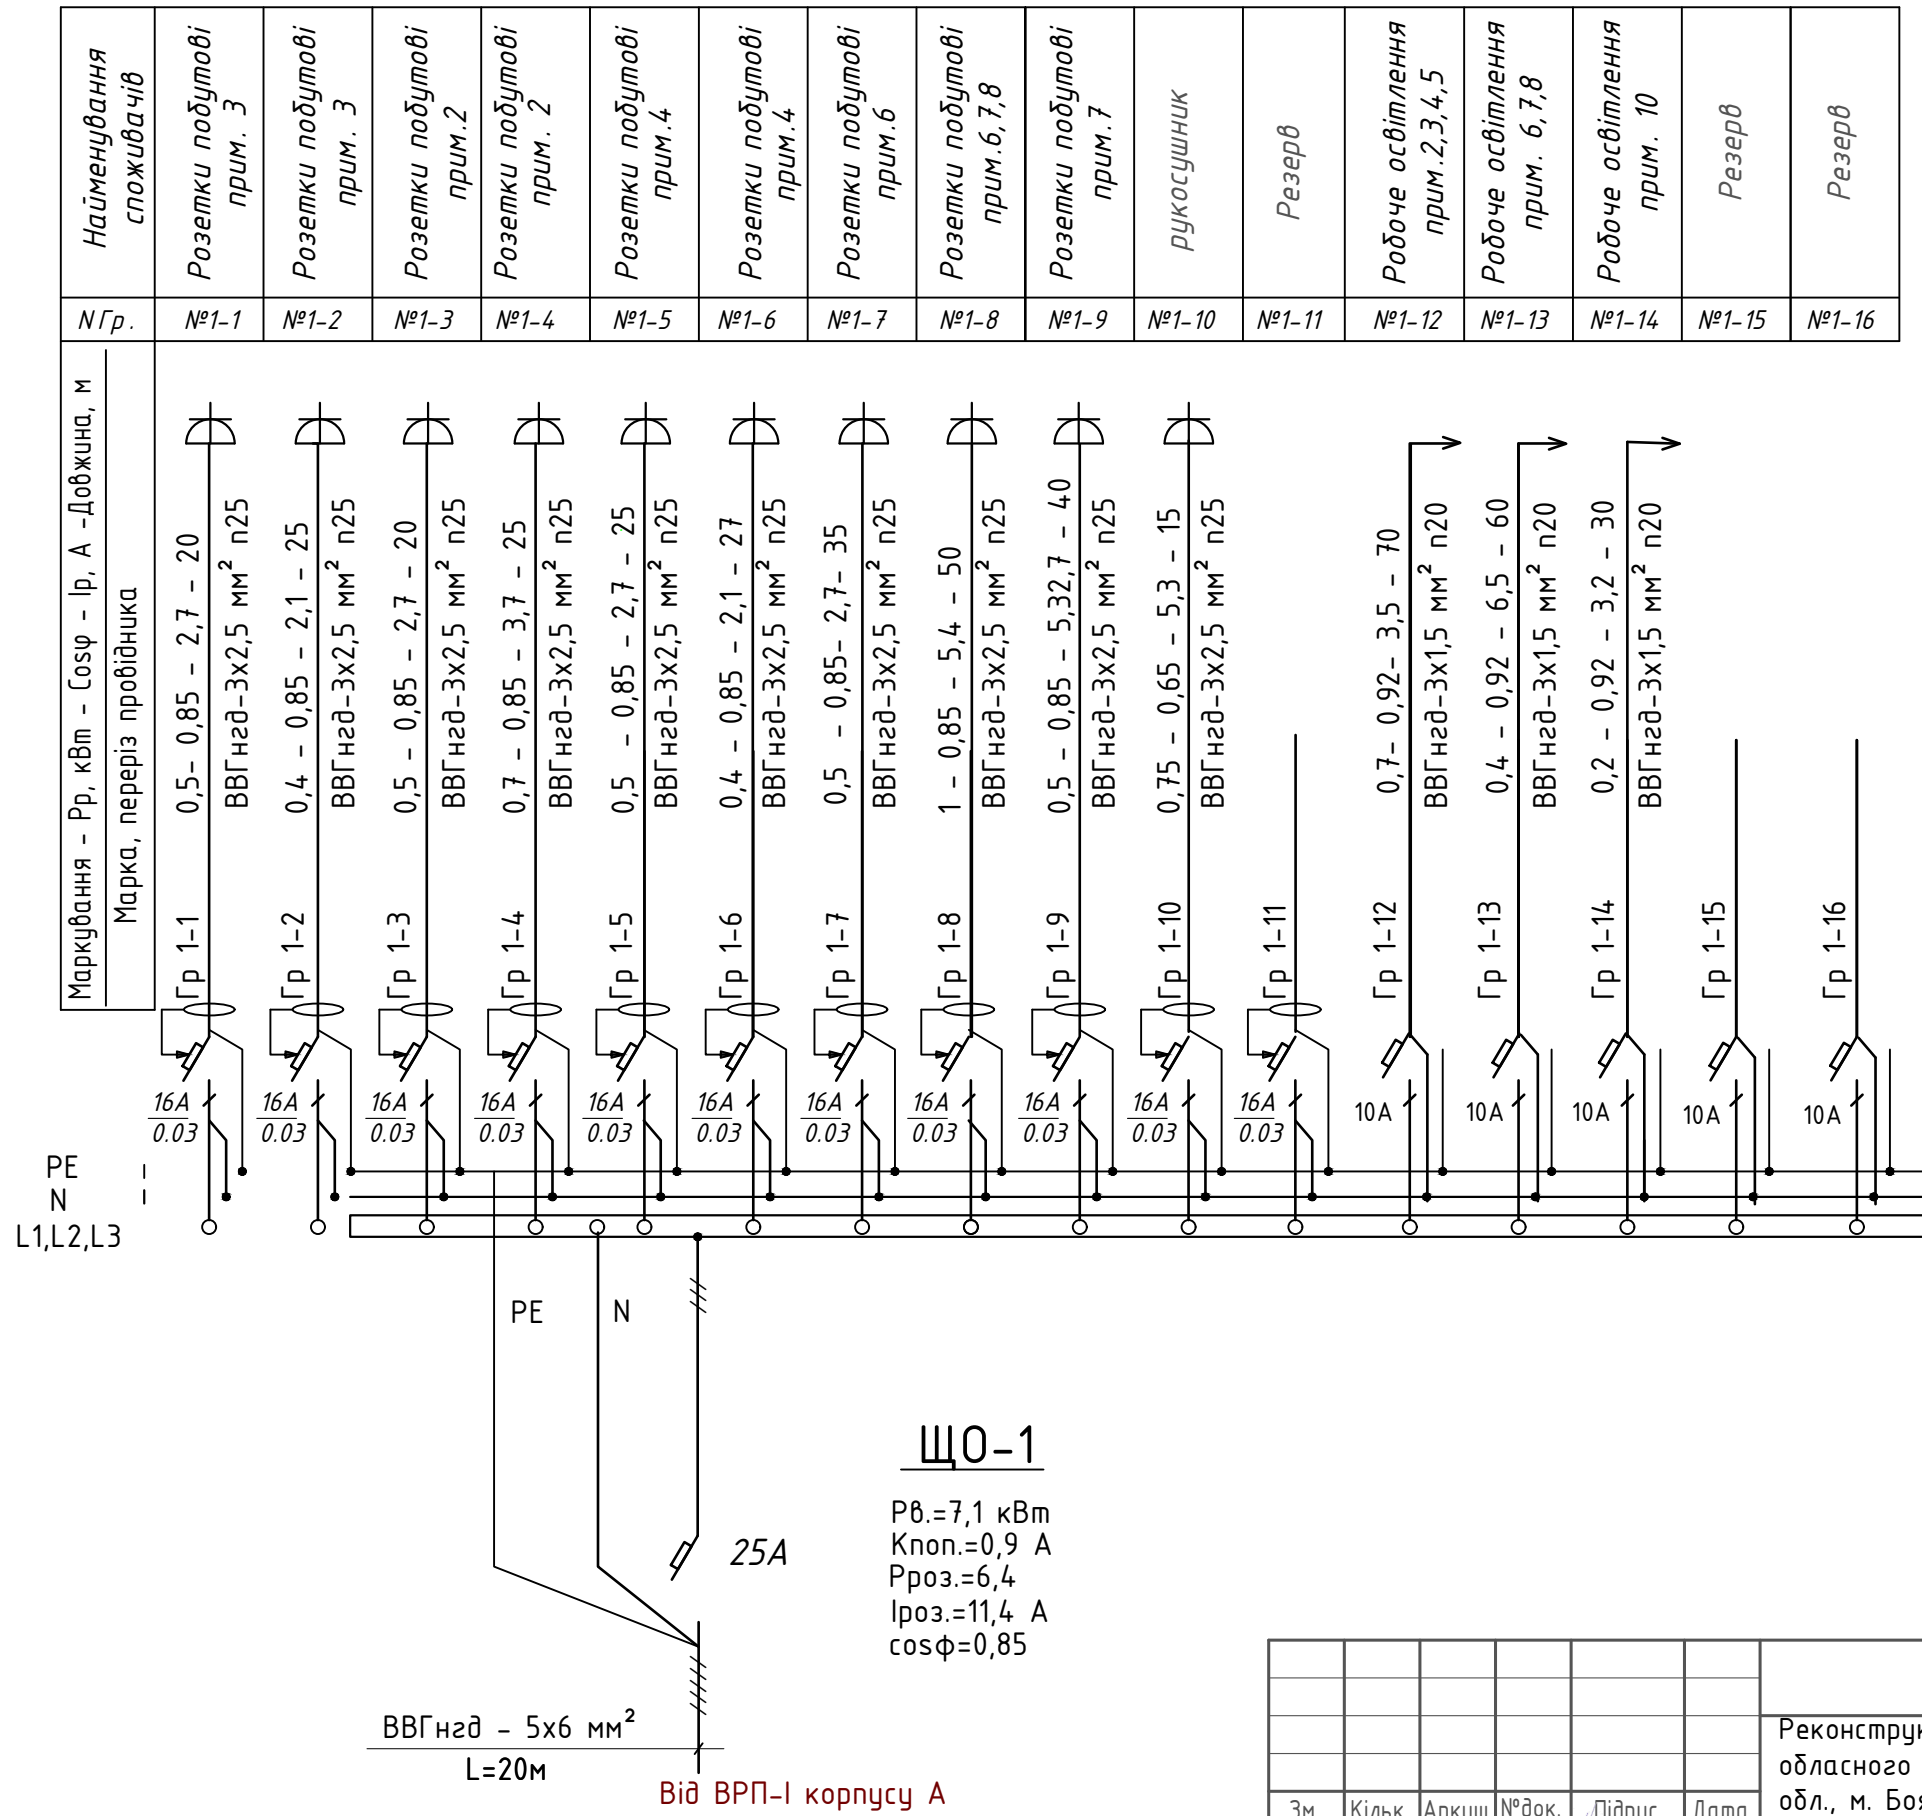 Найменування
споживачів
Розетки побутові
прим. 3
Розетки побутові
прим. 3
Розетки побутові
прим.2
Розетки побутові
прим. 2
Розетки побутові
прим.4
Розетки побутові
прим.4
Розетки побутові
прим.6
Розетки побутові
прим.6,7,8
Розетки побутові
прим.7
рукосушник
Резерв
Робоче освітлення
прим.2,3,4,5
Робоче освітлення
прим. 6,7,8
Робоче освітлення
прим. 10
Резерв
Резерв
N Гр. №1-1 №1-2 №1-3 №1-4 №1-5 №1-6 №1-7 №1-8 №1-9 №1-10 №1-11 №1-12 №1-13 №1-14 №1-15 №1-16
Маркування - Рр, кВт - Cosφ - Ip, А -Довжина, м
Марка, переріз провідника
Гр 1-1 0,5- 0,85 - 2,7 - 20
ВВГнгд-3х2,5 мм² п25
Гр 1-2 0,4 - 0,85 - 2,1 - 25
ВВГнгд-3х2,5 мм² п25
Гр 1-3 0,5 - 0,85 - 2,7 - 20
ВВГнгд-3х2,5 мм² п25
Гр 1-4 0,7 - 0,85 - 3,7 - 25
ВВГнгд-3х2,5 мм² п25
Гр 1-5 0,5 - 0,85 - 2,7 - 25
ВВГнгд-3х2,5 мм² п25
Гр 1-6 0,4 - 0,85 - 2,1 - 27
ВВГнгд-3х2,5 мм² п25
Гр 1-7 0,5 - 0,85- 2,7- 35
ВВГнгд-3х2,5 мм² п25
Гр 1-8 1 - 0,85 - 5,4 - 50
ВВГнгд-3х2,5 мм² п25
Гр 1-9 0,5 - 0,85 - 5,32,7 - 40
ВВГнгд-3х2,5 мм² п25
Гр 1-10 0,75 - 0,65 - 5,3 - 15
ВВГнгд-3х2,5 мм² п25
Гр 1-11
Гр 1-12 0,7- 0,92- 3,5 - 70
ВВГнгд-3х1,5 мм² п20
Гр 1-13 0,4 - 0,92 - 6,5 - 60
ВВГнгд-3х1,5 мм² п20
Гр 1-14 0,2 - 0,92 - 3,2 - 30
ВВГнгд-3х1,5 мм² п20
Гр 1-15
Гр 1-16
16А 16А 16А 16А 16А 16А 16А 16А 16А 16А 16А 10А 10А 10А 10А 10А
0.03 0.03 0.03 0.03 0.03 0.03 0.03 0.03 0.03 0.03 0.03
PE
N
L1,L2,L3
PE N
ЩО-1
Рв.=7,1 кВт
Кпоп.=0,9 А
25А
Рроз.=6,4
Іроз.=11,4 А
cosφ=0,85
ВВГнгд - 5х6 мм²
L=20м
Від ВРП-I корпусу А
Реконструк
обласного
обл., м. Боя
Зм Кільк Аркуш №док. Підпис Дата